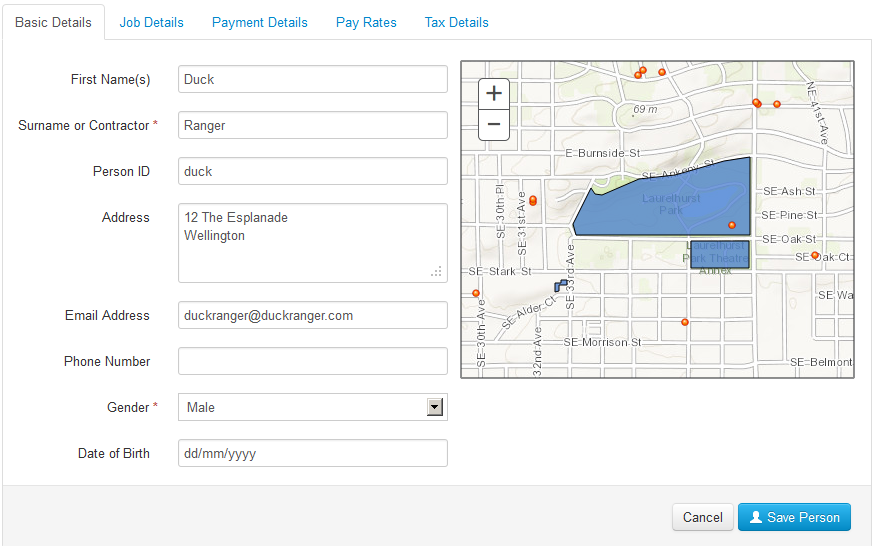 Basic Details
Job Details
Payment Details
Pay Rates
Tax Details
First Name(s)
Duck
Surname or Contractor *
Ranger
Person ID
duck
Address
12 The Esplanade
Wellington
Email Address
duckranger@duckranger.com
Phone Number
Gender *
Male
Date of Birth
dd/mm/yyyy
+
−
69 m
NE 41st Ave
E Burnside St
SE Ankeny St
SE 30th Pl
SE 31st Ave
Laurelhurst
Park
SE Ash St
SE Pine St
SE Oak St
Laurelhurst
Park Theatre
Annex
SE Oak Ct
SE 33rd Ave
SE Stark St
SE Alder Ct
SE Wa
SE 30th Ave
32nd Ave
SE Morrison St
SE Belmont
Cancel
Save Person